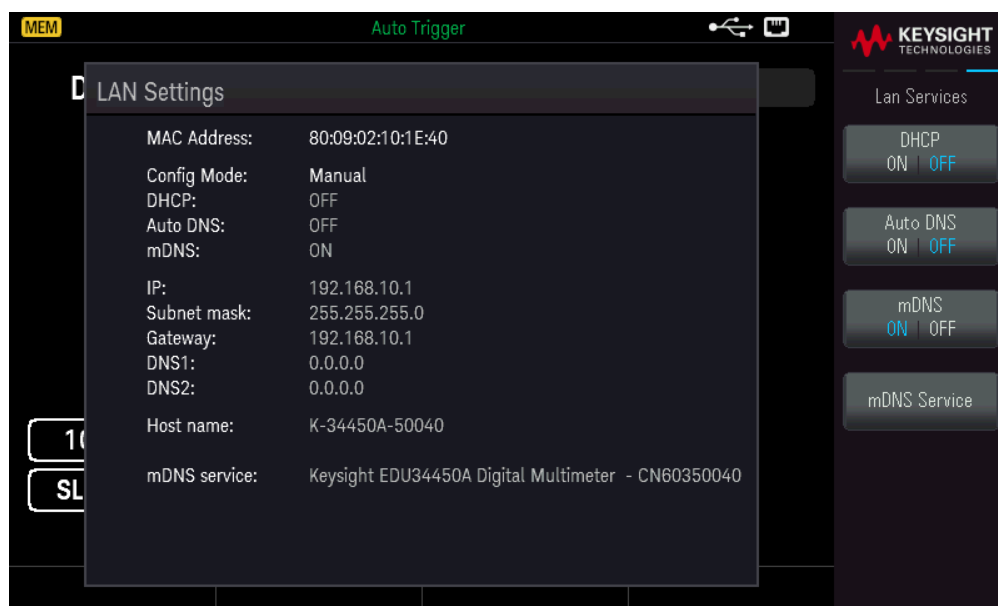 MEM
Auto Trigger
KEYSIGHT
TECHNOLOGIES
D
LAN Settings
MAC Address: 80:09:02:10:1E:40
Config Mode: Manual
DHCP: OFF
Auto DNS: OFF
mDNS: ON
IP: 192.168.10.1
Subnet mask: 255.255.255.0
Gateway: 192.168.10.1
DNS1: 0.0.0.0
DNS2: 0.0.0.0
Host name: K-34450A-50040
mDNS service: Keysight EDU34450A Digital Multimeter - CN60350040
10
SL
Lan Services
DHCP
ON | OFF
Auto DNS
ON | OFF
mDNS
ON | OFF
mDNS Service